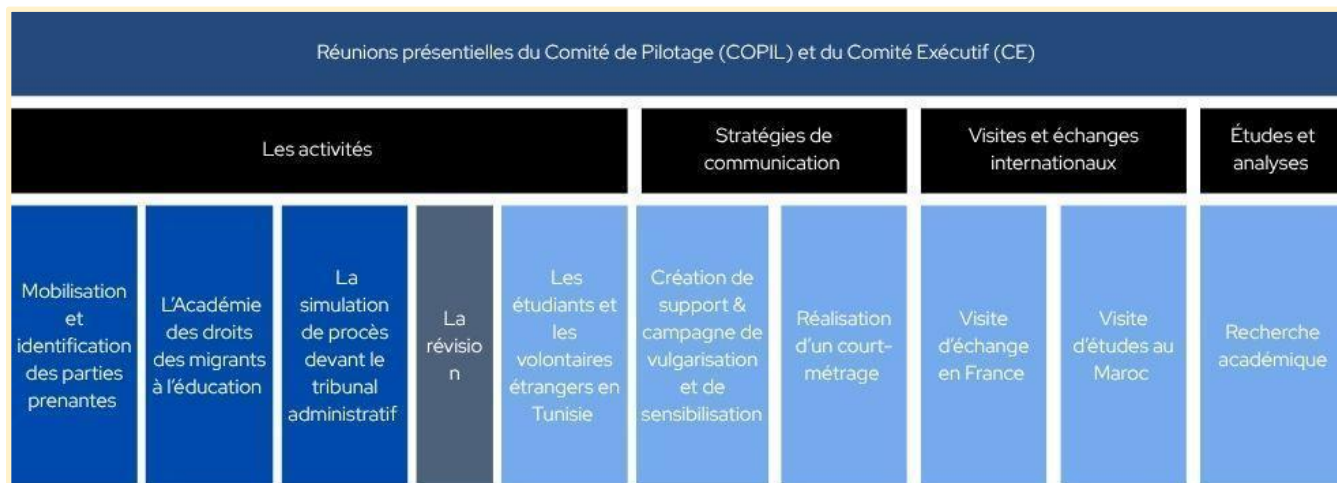 Réunions présentielles du Comité de Pilotage (COPIL) et du Comité Exécutif (CE)
Les activités
Stratégies de
communication
Visites et échanges
internationaux
Études et
analyses
Mobilisation
et
identification
des parties
prenantes
L'Académie
des droits
des migrants
à l'éducation
La
simulation
de procès
devant le
tribunal
administratif
La
révisio
n
Les
étudiants et
les
volontaires
étrangers en
Tunisie
Création de
support &
campagne de
vulgarisation
et de
sensibilisation
Réalisation
d'un court-
métrage
Visite
d'échange
en France
Visite
d'études au
Maroc
Recherche
académique